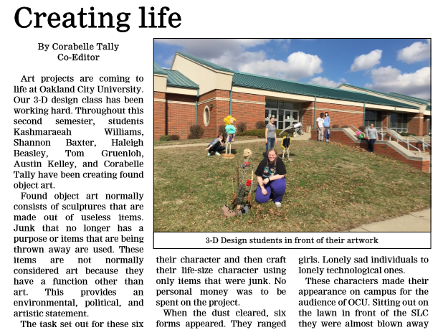 Creating life
By Corabelle Tally
Co-Editor
Art projects are coming to
life at Oakland City University.
Our 3-D design class has been
working hard. Throughout this
second semester, students
Kashmaraeah Williams,
Shannon Baxter, Haleigh
Beasley, Tom Gruenloh,
Austin Kelley, and Corabelle
Tally have been creating found
object art.
Found object art normally
consists of sculptures that are
made out of useless items.
Junk that no longer has a
purpose or items that are being
thrown away are used. These
items are not normally
considered art because they
have a function other than
art. This provides an
environmental, political, and
artistic statement.
The task set out for these six
3-D Design students in front of their artwork
their character and then craft
their life-size character using
only items that were junk. No
personal money was to be
spent on the project.
When the dust cleared, six
forms appeared. They ranged
girls. Lonely sad individuals to
lonely technological ones.
These characters made their
appearance on campus for the
audience of OCU. Sitting out on
the lawn in front of the SLC
they were almost blown away